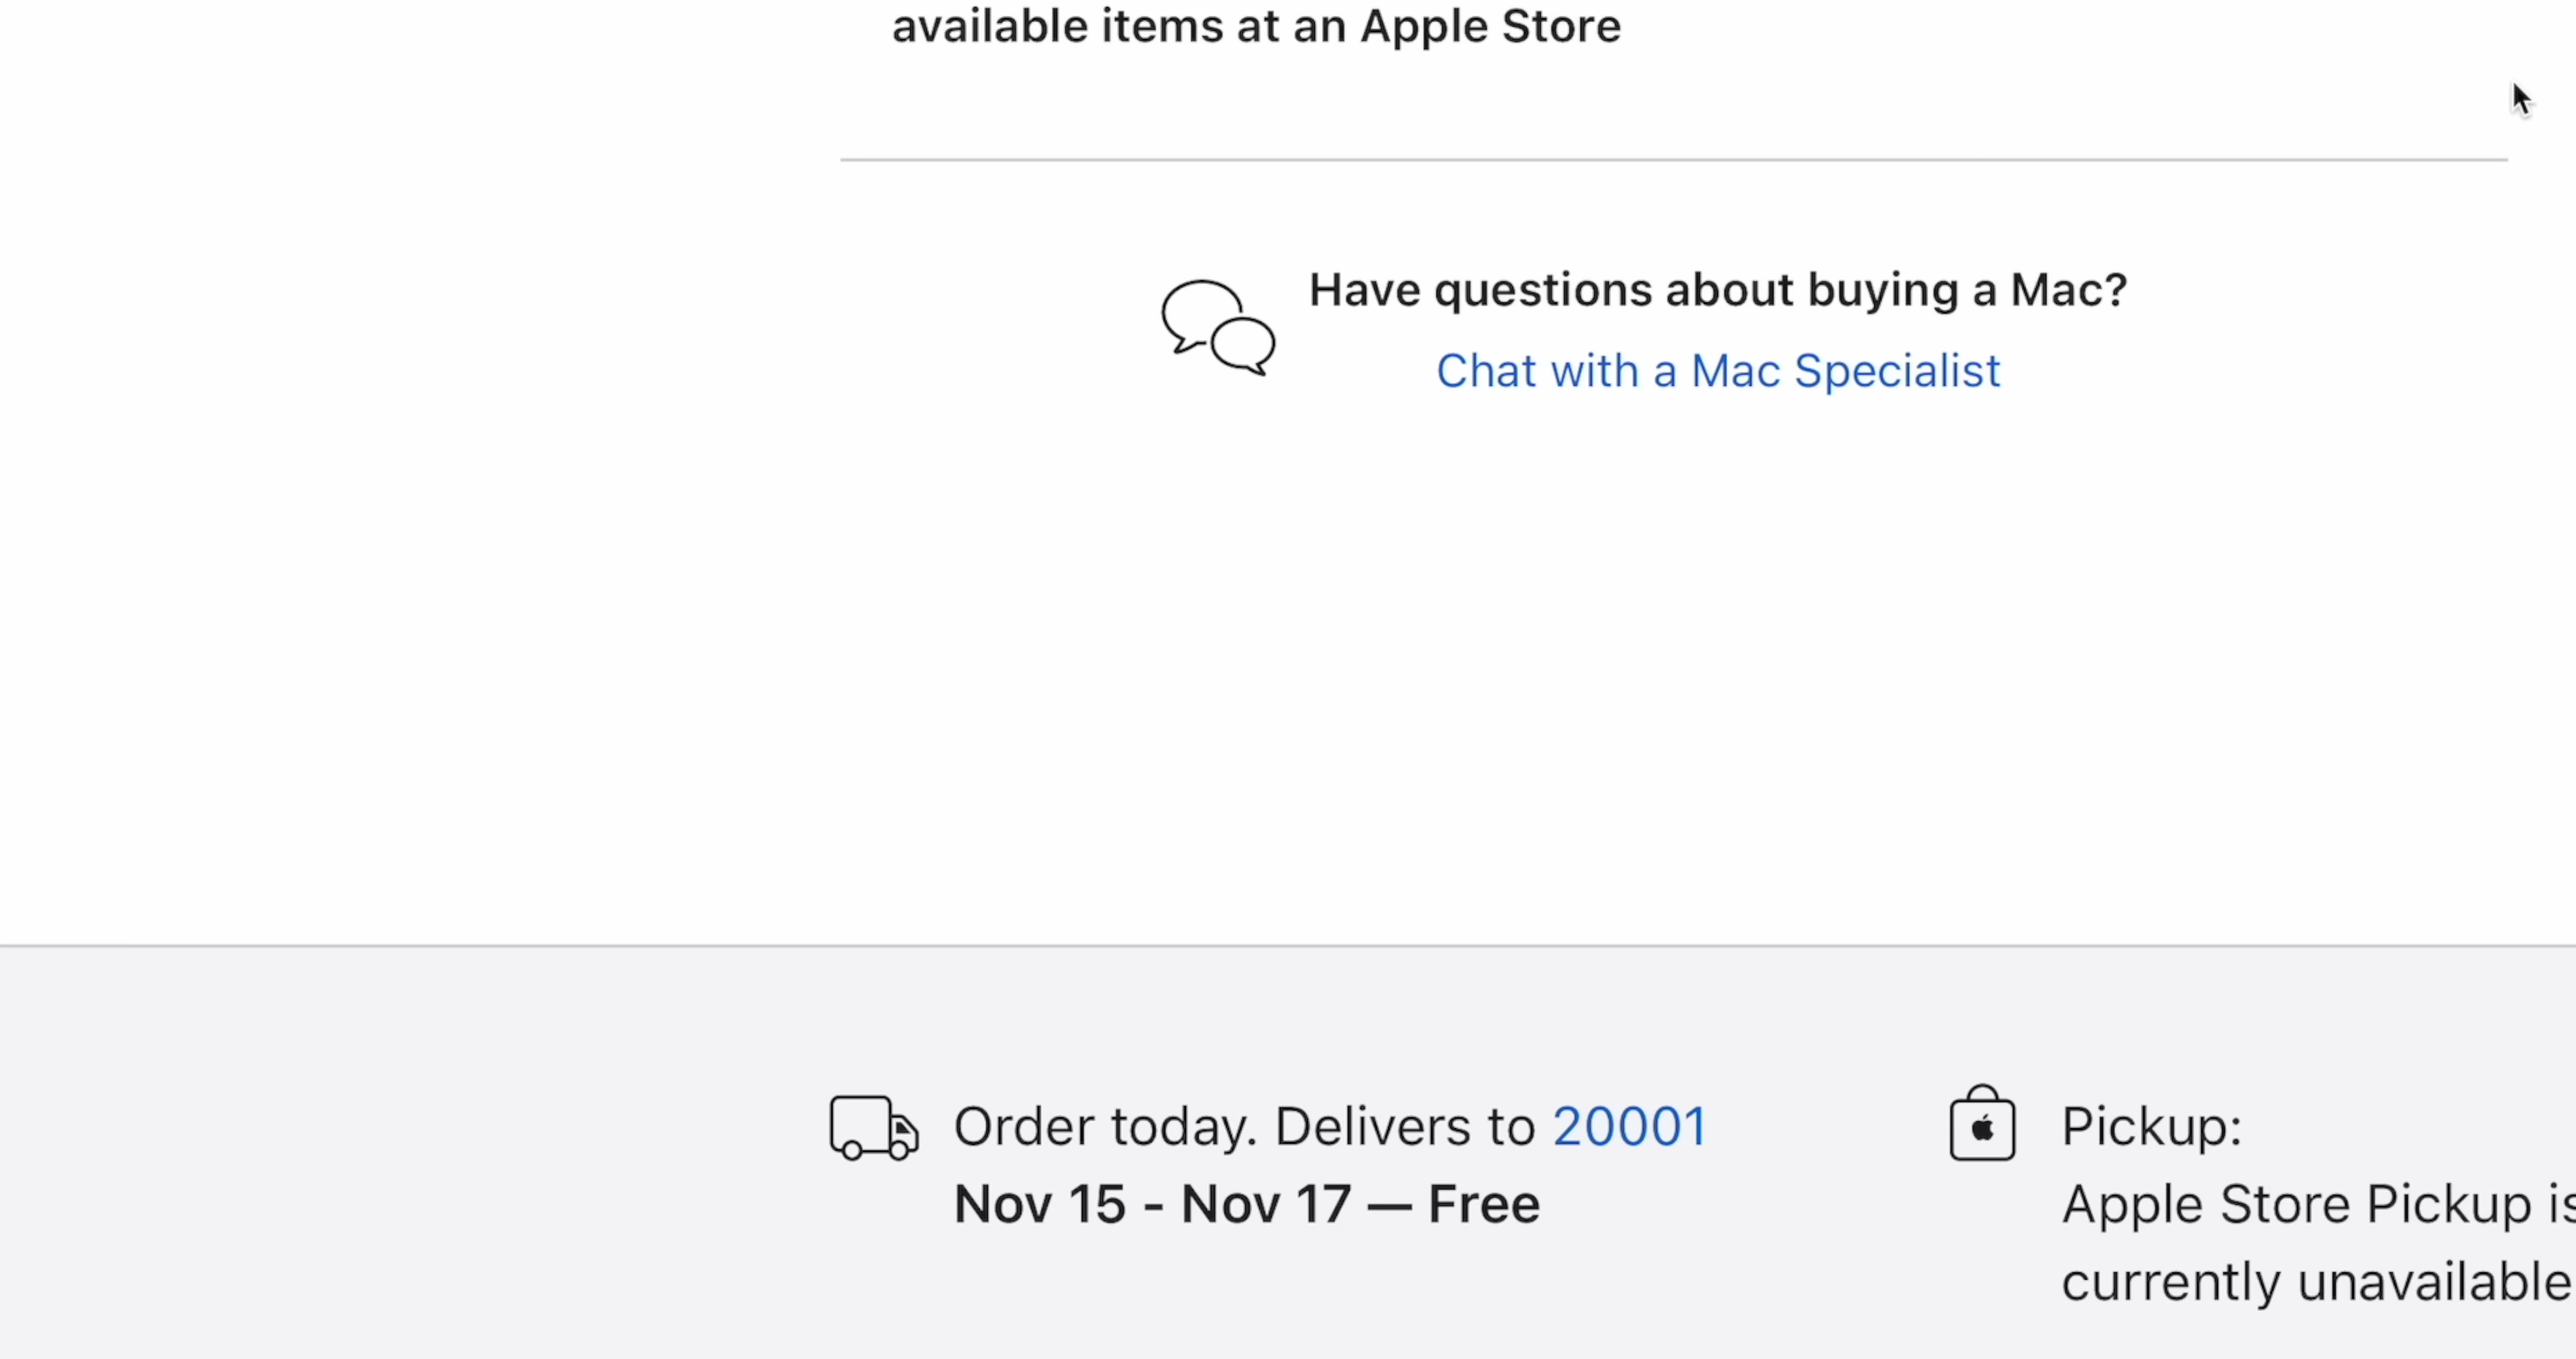 available items at an Apple Store
Have questions about buying a Mac?
Chat with a Mac Specialist
Order today. Delivers to 20001
Nov 15 - Nov 17 — Free
Pickup:
Apple Store Pickup is
currently unavailable